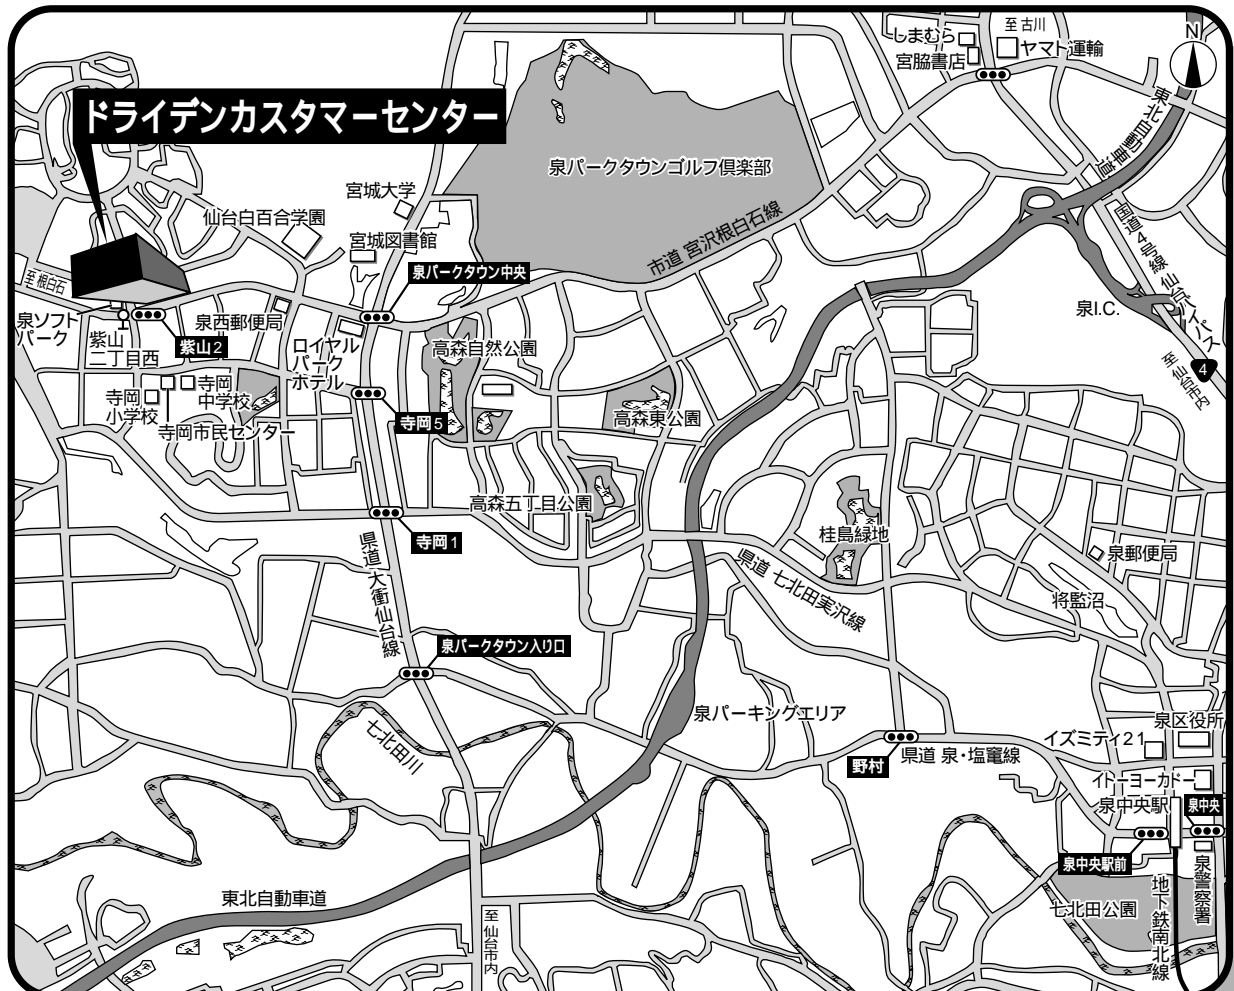 至古川
しまむら
ヤマト運輸
宮脇書店
N
東北自動車道
ドライデンカスタマーセンター
泉パークタウンゴルフ倶楽部
宮城大学
仙台白百合学園
宮城図書館
市道 宮沢根白石線
国道4号線 仙台バイパス
至根白石
泉パークタウン中央
泉I.C.
泉ソフト
パーク
紫山
二丁目西
紫山2
泉西郵便局
ロイヤル
パーク
ホテル
高森自然公園
至仙台市内
4
寺岡
小学校
寺岡
中学校
寺岡市民センター
寺岡5
高森東公園
高森五丁目公園
寺岡1
桂島緑地
県道 大衡仙台線
県道 七北田実沢線
泉郵便局
将監沼
泉パークタウン入り口
七北田川
泉パーキングエリア
野村
県道 泉・塩竈線
イズミティ21
泉区役所
イトーヨーカドー
泉中央駅
泉中央
泉中央駅前
泉警察署
東北自動車道
至仙台市内
七北田公園
地下鉄南北線